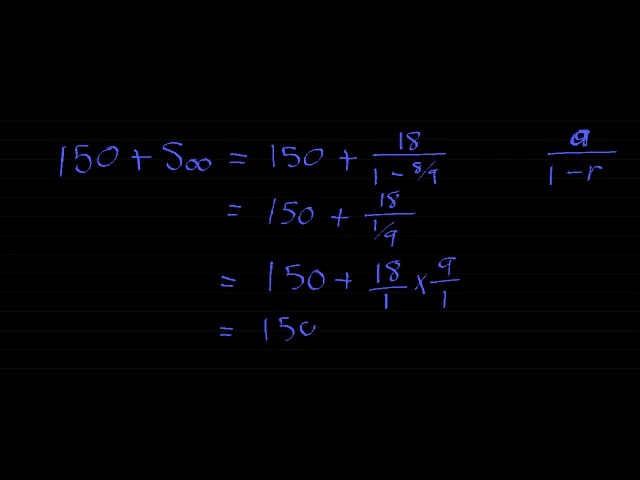 150 + S∞ = 150 + 18/(1 - 8/9)    a/(1 - r)
= 150 + 18/(1/9)
= 150 + 18/1 x 9/1
= 150